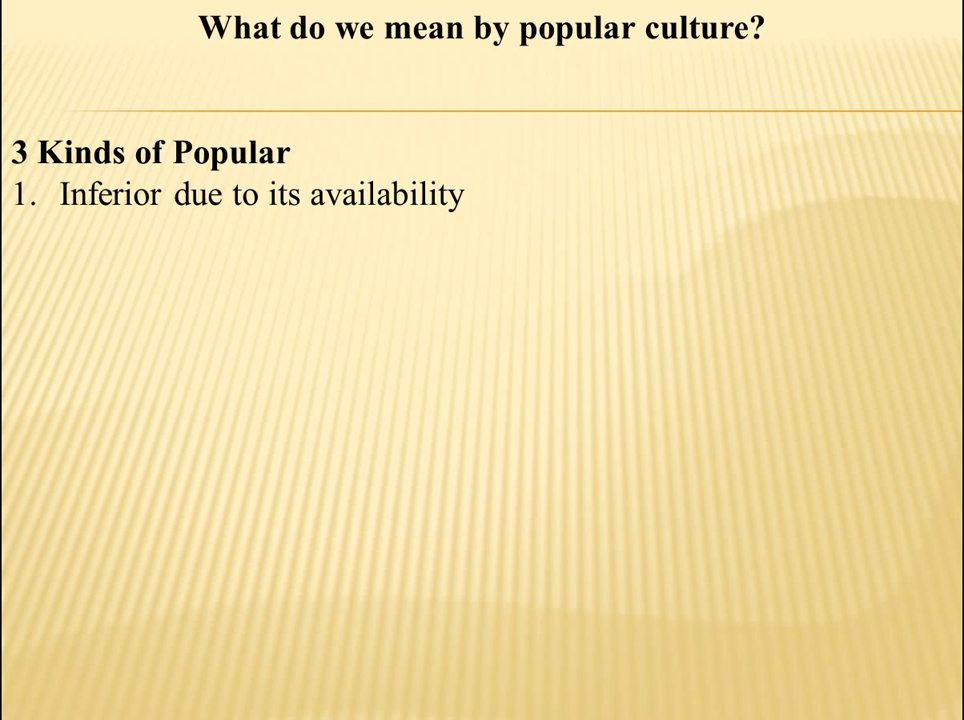 What do we mean by popular culture?
3 Kinds of Popular
1. Inferior due to its availability